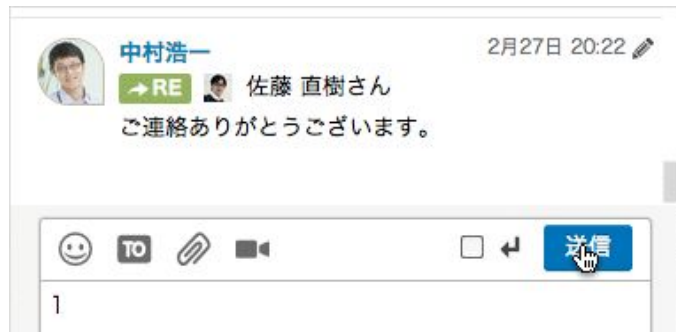 中村浩一
2月27日 20:22
RE 佐藤 直樹さん
ご連絡ありがとうございます。
TO
送信
1